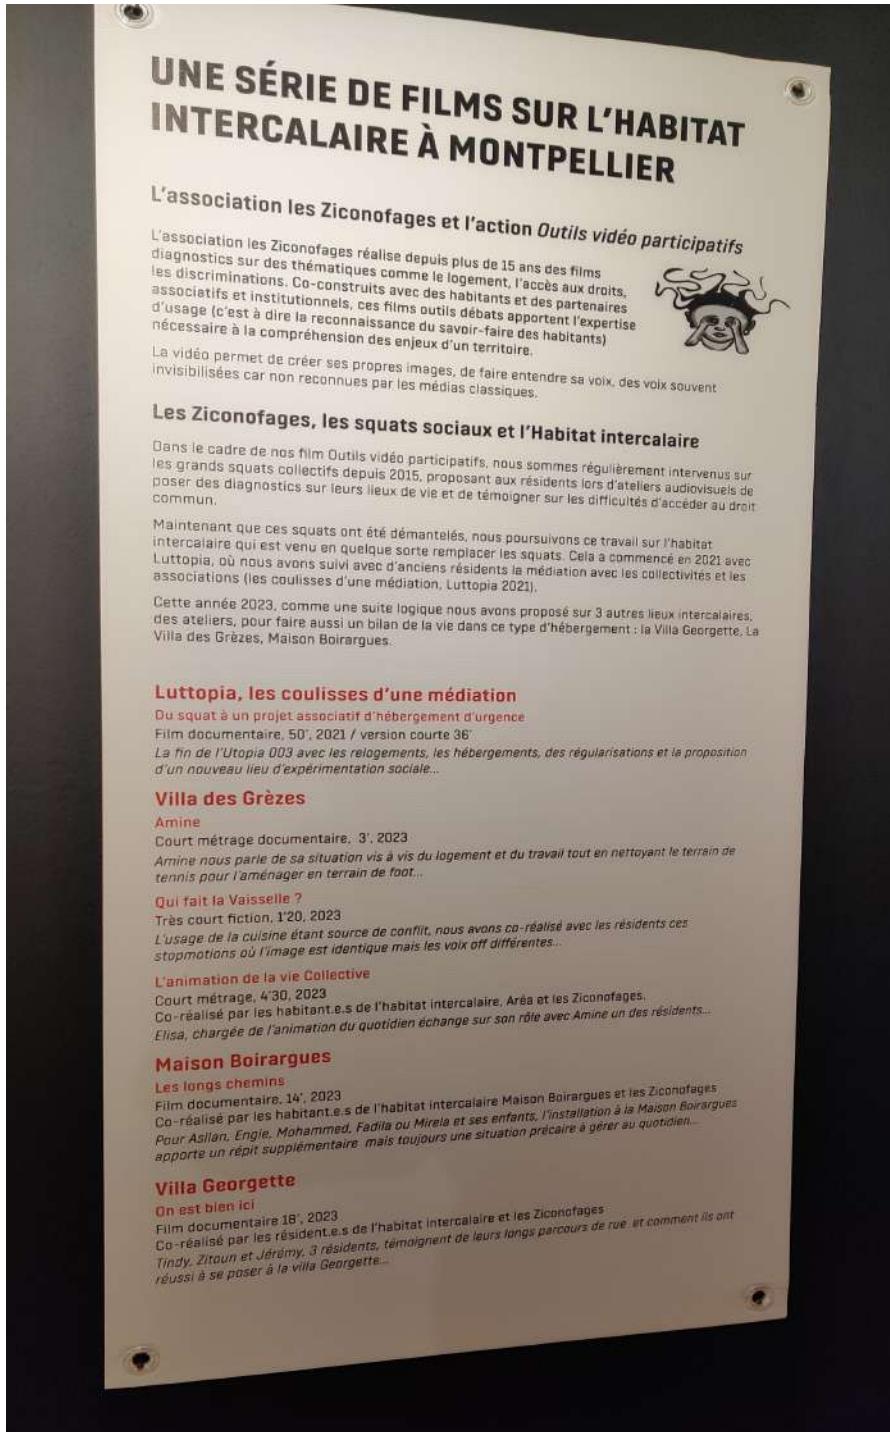 UNE SÉRIE DE FILMS SUR L'HABITAT
INTERCALAIRE À MONTPELLIER
L'association les Ziconofages et l'action Outils vidéo participatifs
L'association les Ziconofages réalise depuis plus de 15 ans des films
diagnostics sur des thématiques comme le logement, l'accès aux droits,
les discriminations. Co-construits avec des habitants et des partenaires
associatifs et institutionnels, ces films outils débats apportent l'expertise
d'usage (c'est à dire la reconnaissance du savoir-faire des habitants)
nécessaire à la compréhension des enjeux d'un territoire.
La vidéo permet de créer ses propres images, de faire entendre sa voix, des voix souvent
invisibilisées car non reconnues par les médias classiques.
Les Ziconofages, les squats sociaux et l'Habitat intercalaire
Dans le cadre de nos film Outils vidéo participatifs, nous sommes régulièrement intervenus sur
les grands squats collectifs depuis 2015, proposant aux résidents lors d'ateliers audiovisuels de
poser des diagnostics sur leurs lieux de vie et de témoigner sur les difficultés d'accéder au droit
commun.
Maintenant que ces squats ont été démantelés, nous poursuivons ce travail sur l'habitat
intercalaire qui est venu en quelque sorte remplacer les squats. Cela a commencé en 2021 avec
Luttopia, où nous avons suivi avec d'anciens résidents la médiation avec les collectivités et les
associations (les coulisses d'une médiation, Luttopia 2021).
Cette année 2023, comme une suite logique nous avons proposé sur 3 autres lieux intercalaires,
des ateliers, pour faire aussi un bilan de la vie dans ce type d'hébergement : la Villa Georgette, La
Villa des Grèzes, Maison Boirargues.
Luttopia, les coulisses d'une médiation
Du squat à un projet associatif d'hébergement d'urgence
Film documentaire, 50', 2021 / version courte 36'
La fin de l'Utopia 003 avec les relogements, les hébergements, des régularisations et la proposition
d'un nouveau lieu d'expérimentation sociale...
Villa des Grèzes
Amine
Court métrage documentaire, 3', 2023
Amine nous parle de sa situation vis à vis du logement et du travail tout en nettoyant le terrain de
tennis pour l'aménager en terrain de foot...
Qui fait la Vaisselle ?
Très court fiction, 1'20, 2023
L'usage de la cuisine étant source de conflit, nous avons co-réalisé avec les résidents ces
stopmotions où l'image est identique mais les voix off différentes...
L'animation de la vie Collective
Court métrage, 4'30, 2023
Co-réalisé par les habitant.e.s de l'habitat intercalaire, Aréa et les Ziconofages.
Elisa, chargée de l'animation du quotidien échange sur son rôle avec Amine un des résidents...
Maison Boirargues
Les longs chemins
Film documentaire, 14', 2023
Co-réalisé par les habitant.e.s de l'habitat intercalaire Maison Boirargues et les Ziconofages
Pour Asllan, Engie, Mohammed, Fadila ou Mirela et ses enfants, l'installation à la Maison Boirargues
apporte un répit supplémentaire mais toujours une situation précaire à gérer au quotidien...
Villa Georgette
On est bien ici
Film documentaire 18', 2023
Co-réalisé par les résident.e.s de l'habitat intercalaire et les Ziconofages
Tindy, Zitoun et Jérémy, 3 résidents, témoignent de leurs longs parcours de rue et comment ils ont
réussi à se poser à la villa Georgette...